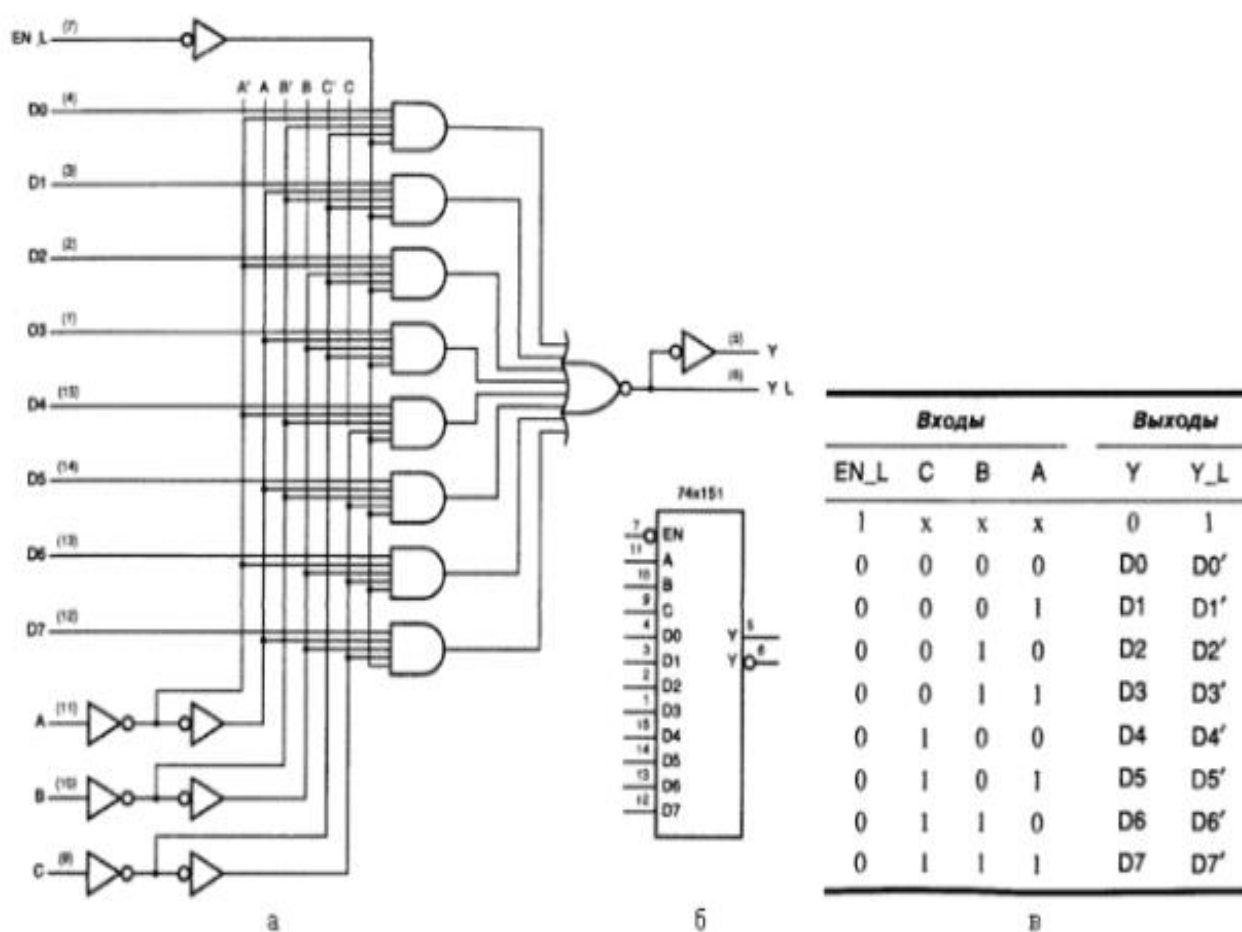 EN_L (7)
A' A B' B C' C
D0 (4)
D1 (3)
D2 (2)
D3 (1)
(5) Y
(6) Y_L
D4 (15)
D5 (14)
D6 (13)
D7 (12)
A (11)
B (10)
C (9)
а
74x151
7 EN
11 A
10 B
9 C
4 D0 Y 5
3 D1 Y 6
2 D2
1 D3
15 D4
14 D5
13 D6
12 D7
б
Входы Выходы
EN_L C B A Y Y_L
1 x x x 0 1
0 0 0 0 D0 D0'
0 0 0 1 D1 D1'
0 0 1 0 D2 D2'
0 0 1 1 D3 D3'
0 1 0 0 D4 D4'
0 1 0 1 D5 D5'
0 1 1 0 D6 D6'
0 1 1 1 D7 D7'
в